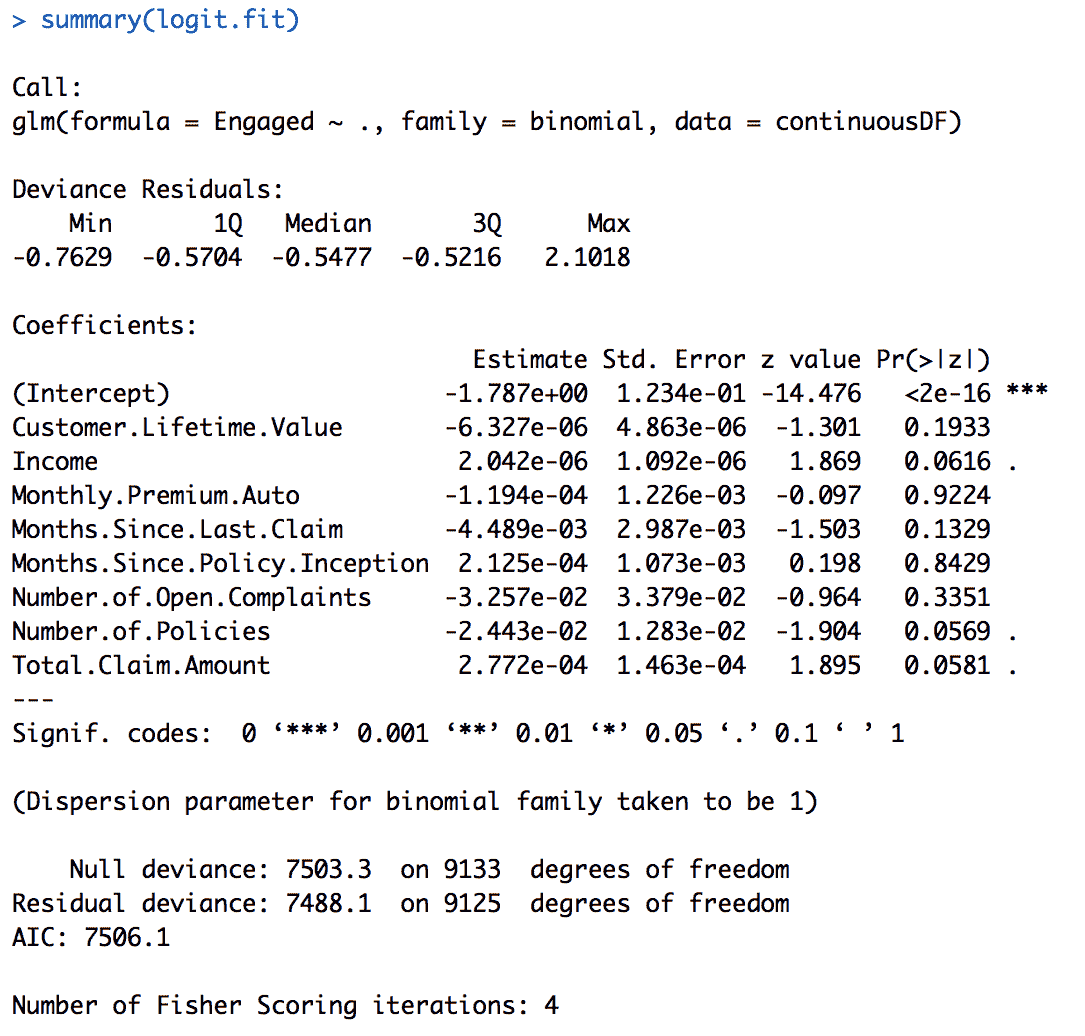 > summary(logit.fit)

Call:
glm(formula = Engaged ~ ., family = binomial, data = continuousDF)

Deviance Residuals:
    Min       1Q   Median       3Q      Max
-0.7629  -0.5704  -0.5477  -0.5216   2.1018

Coefficients:
                                Estimate Std. Error z value Pr(>|z|)
(Intercept)                   -1.787e+00  1.234e-01 -14.476   <2e-16 ***
Customer.Lifetime.Value       -6.327e-06  4.863e-06  -1.301   0.1933
Income                         2.042e-06  1.092e-06   1.869   0.0616 .
Monthly.Premium.Auto          -1.194e-04  1.226e-03  -0.097   0.9224
Months.Since.Last.Claim       -4.489e-03  2.987e-03  -1.503   0.1329
Months.Since.Policy.Inception  2.125e-04  1.073e-03   0.198   0.8429
Number.of.Open.Complaints     -3.257e-02  3.379e-02  -0.964   0.3351
Number.of.Policies            -2.443e-02  1.283e-02  -1.904   0.0569 .
Total.Claim.Amount             2.772e-04  1.463e-04   1.895   0.0581 .
---
Signif. codes:  0 ‘***’ 0.001 ‘**’ 0.01 ‘*’ 0.05 ‘.’ 0.1 ‘ ’ 1

(Dispersion parameter for binomial family taken to be 1)

    Null deviance: 7503.3  on 9133  degrees of freedom
Residual deviance: 7488.1  on 9125  degrees of freedom
AIC: 7506.1

Number of Fisher Scoring iterations: 4